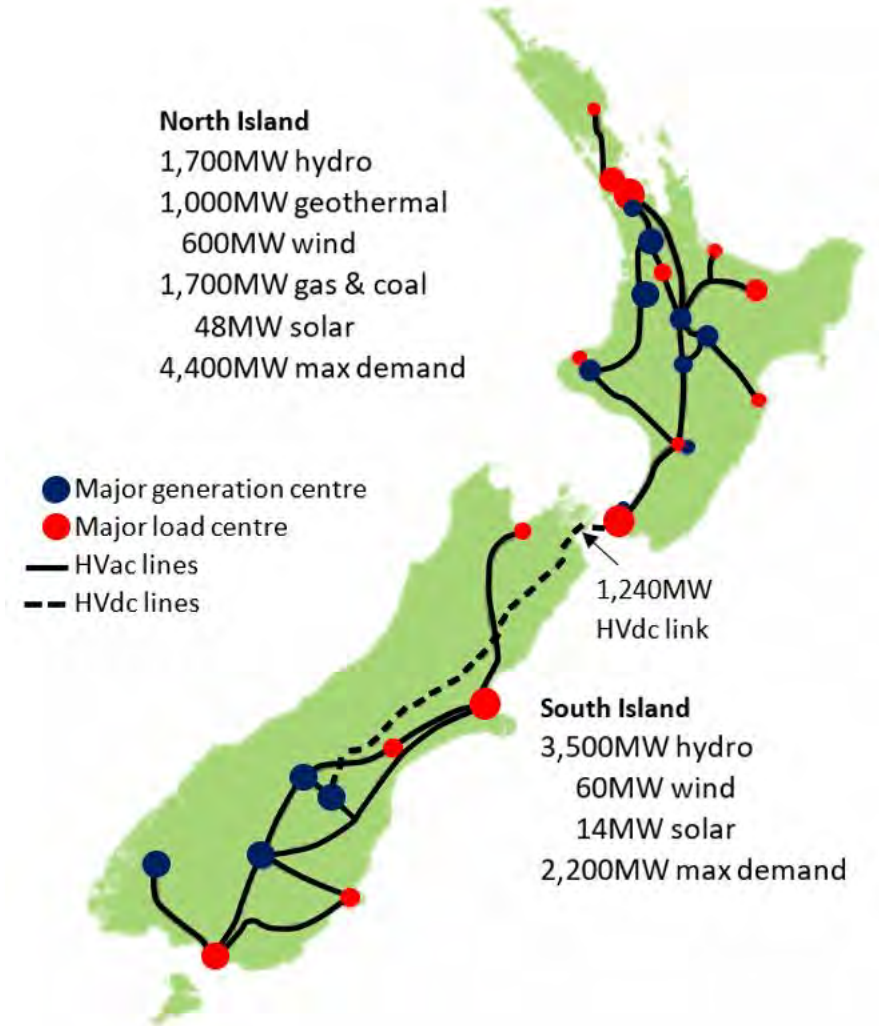 North Island
1,700MW hydro
1,000MW geothermal
600MW wind
1,700MW gas & coal
48MW solar
4,400MW max demand
Major generation centre
Major load centre
HVac lines
HVdc lines
1,240MW
HVdc link
South Island
3,500MW hydro
60MW wind
14MW solar
2,200MW max demand